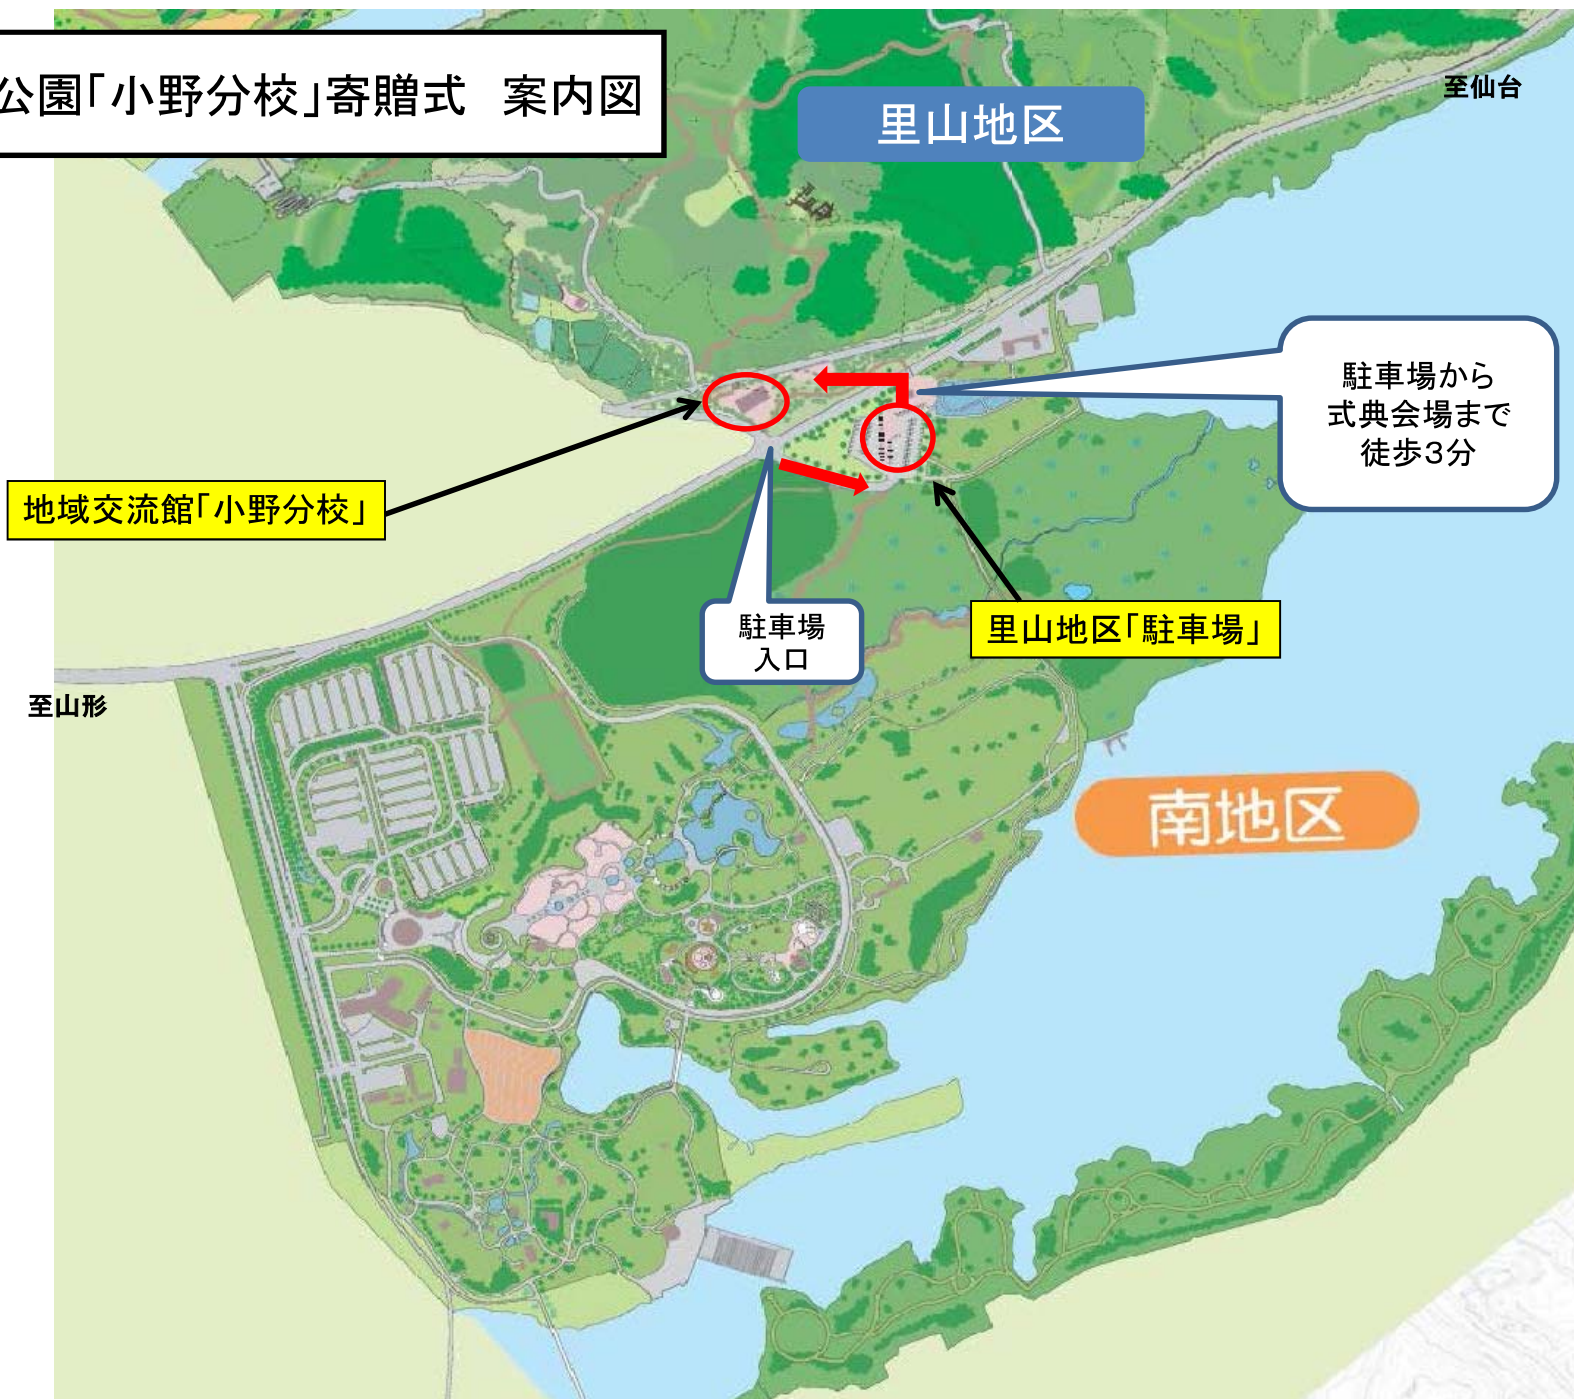 公園「小野分校」寄贈式　案内図
里山地区
至仙台
駐車場から
式典会場まで
徒歩３分
地域交流館「小野分校」
駐車場
入口
里山地区「駐車場」
至山形
南地区